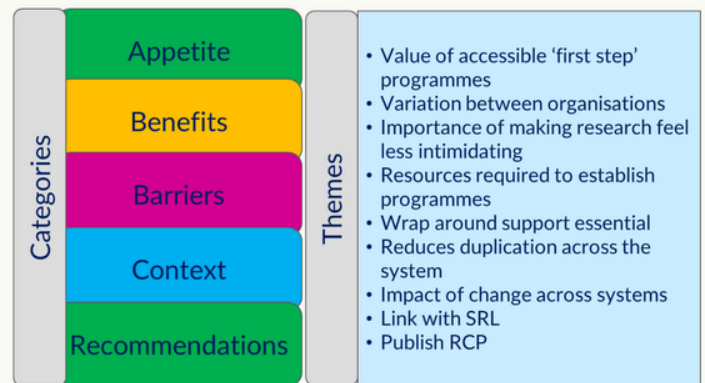 Categories
Appetite
Benefits
Barriers
Context
Recommendations
Themes
• Value of accessible ‘first step’
programmes
• Variation between organisations
• Importance of making research feel
less intimidating
• Resources required to establish
programmes
• Wrap around support essential
• Reduces duplication across the
system
• Impact of change across systems
• Link with SRL
• Publish RCP